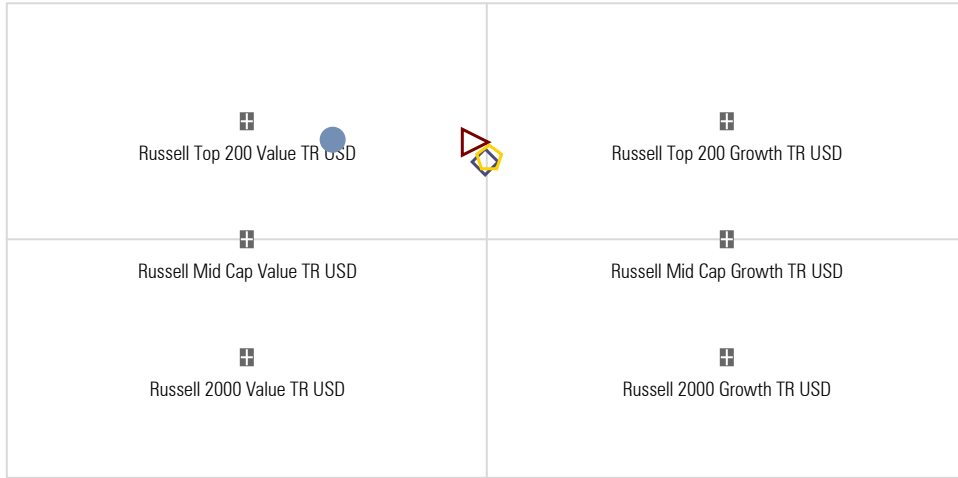 Russell Top 200 Value TR USD
Russell Top 200 Growth TR USD
Russell Mid Cap Value TR USD
Russell Mid Cap Growth TR USD
Russell 2000 Value TR USD
Russell 2000 Growth TR USD